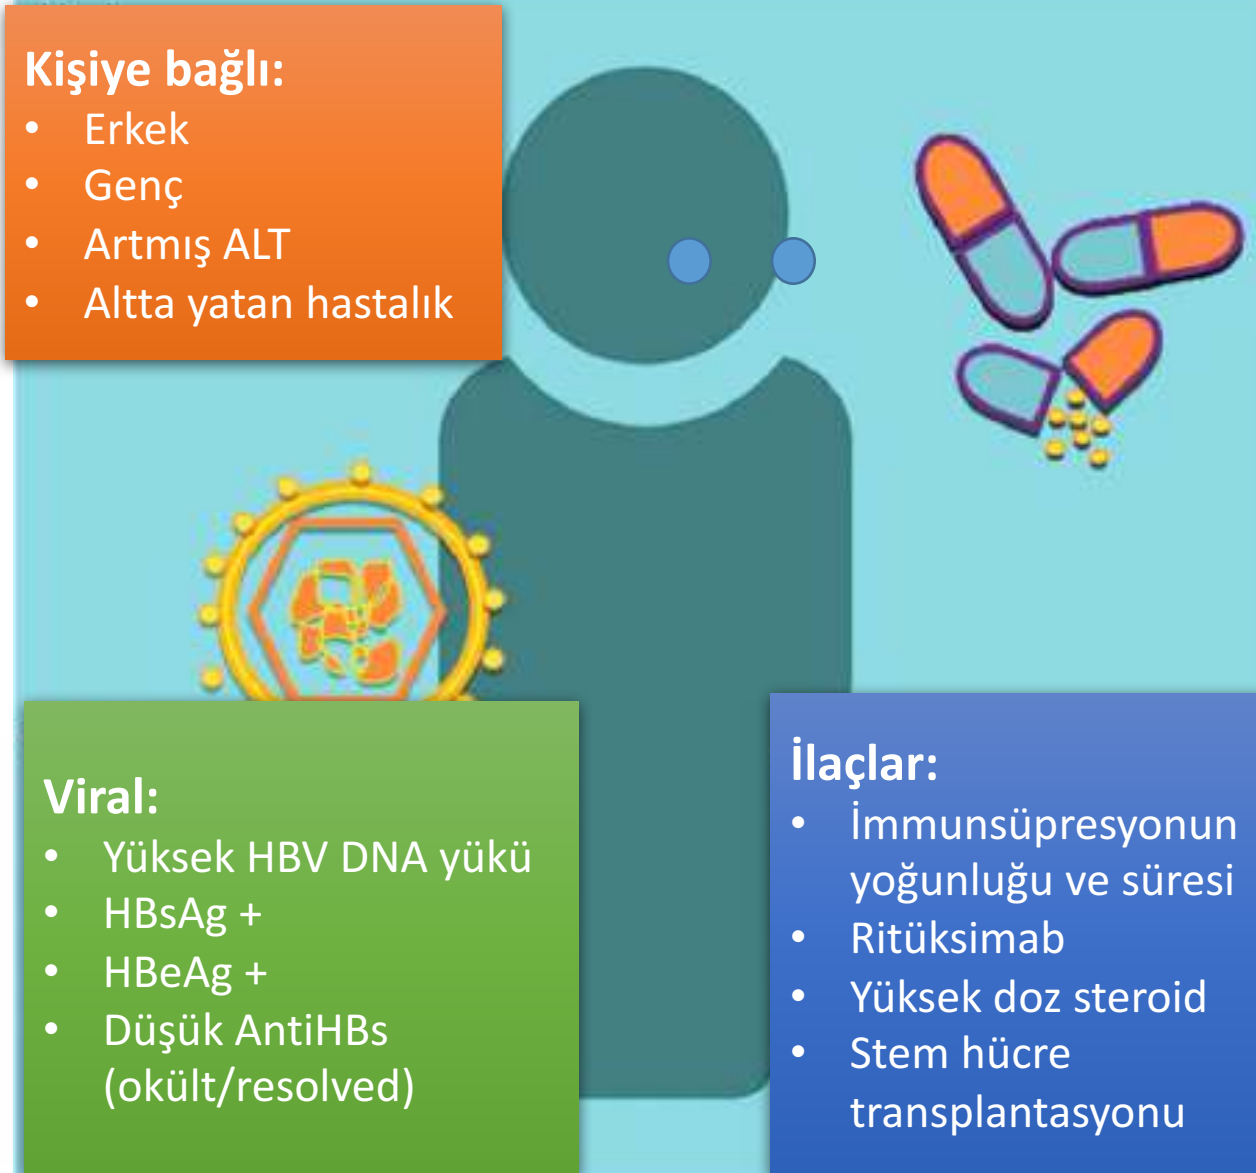 Kişiye bağlı:
• Erkek
• Genç
• Artmış ALT
• Altta yatan hastalık
Viral:
• Yüksek HBV DNA yükü
• HBsAg +
• HBeAg +
• Düşük AntiHBs
(okült/resolved)
İlaçlar:
• İmmunsüpresyonun
yoğunluğu ve süresi
• Ritüksimab
• Yüksek doz steroid
• Stem hücre
transplantasyonu